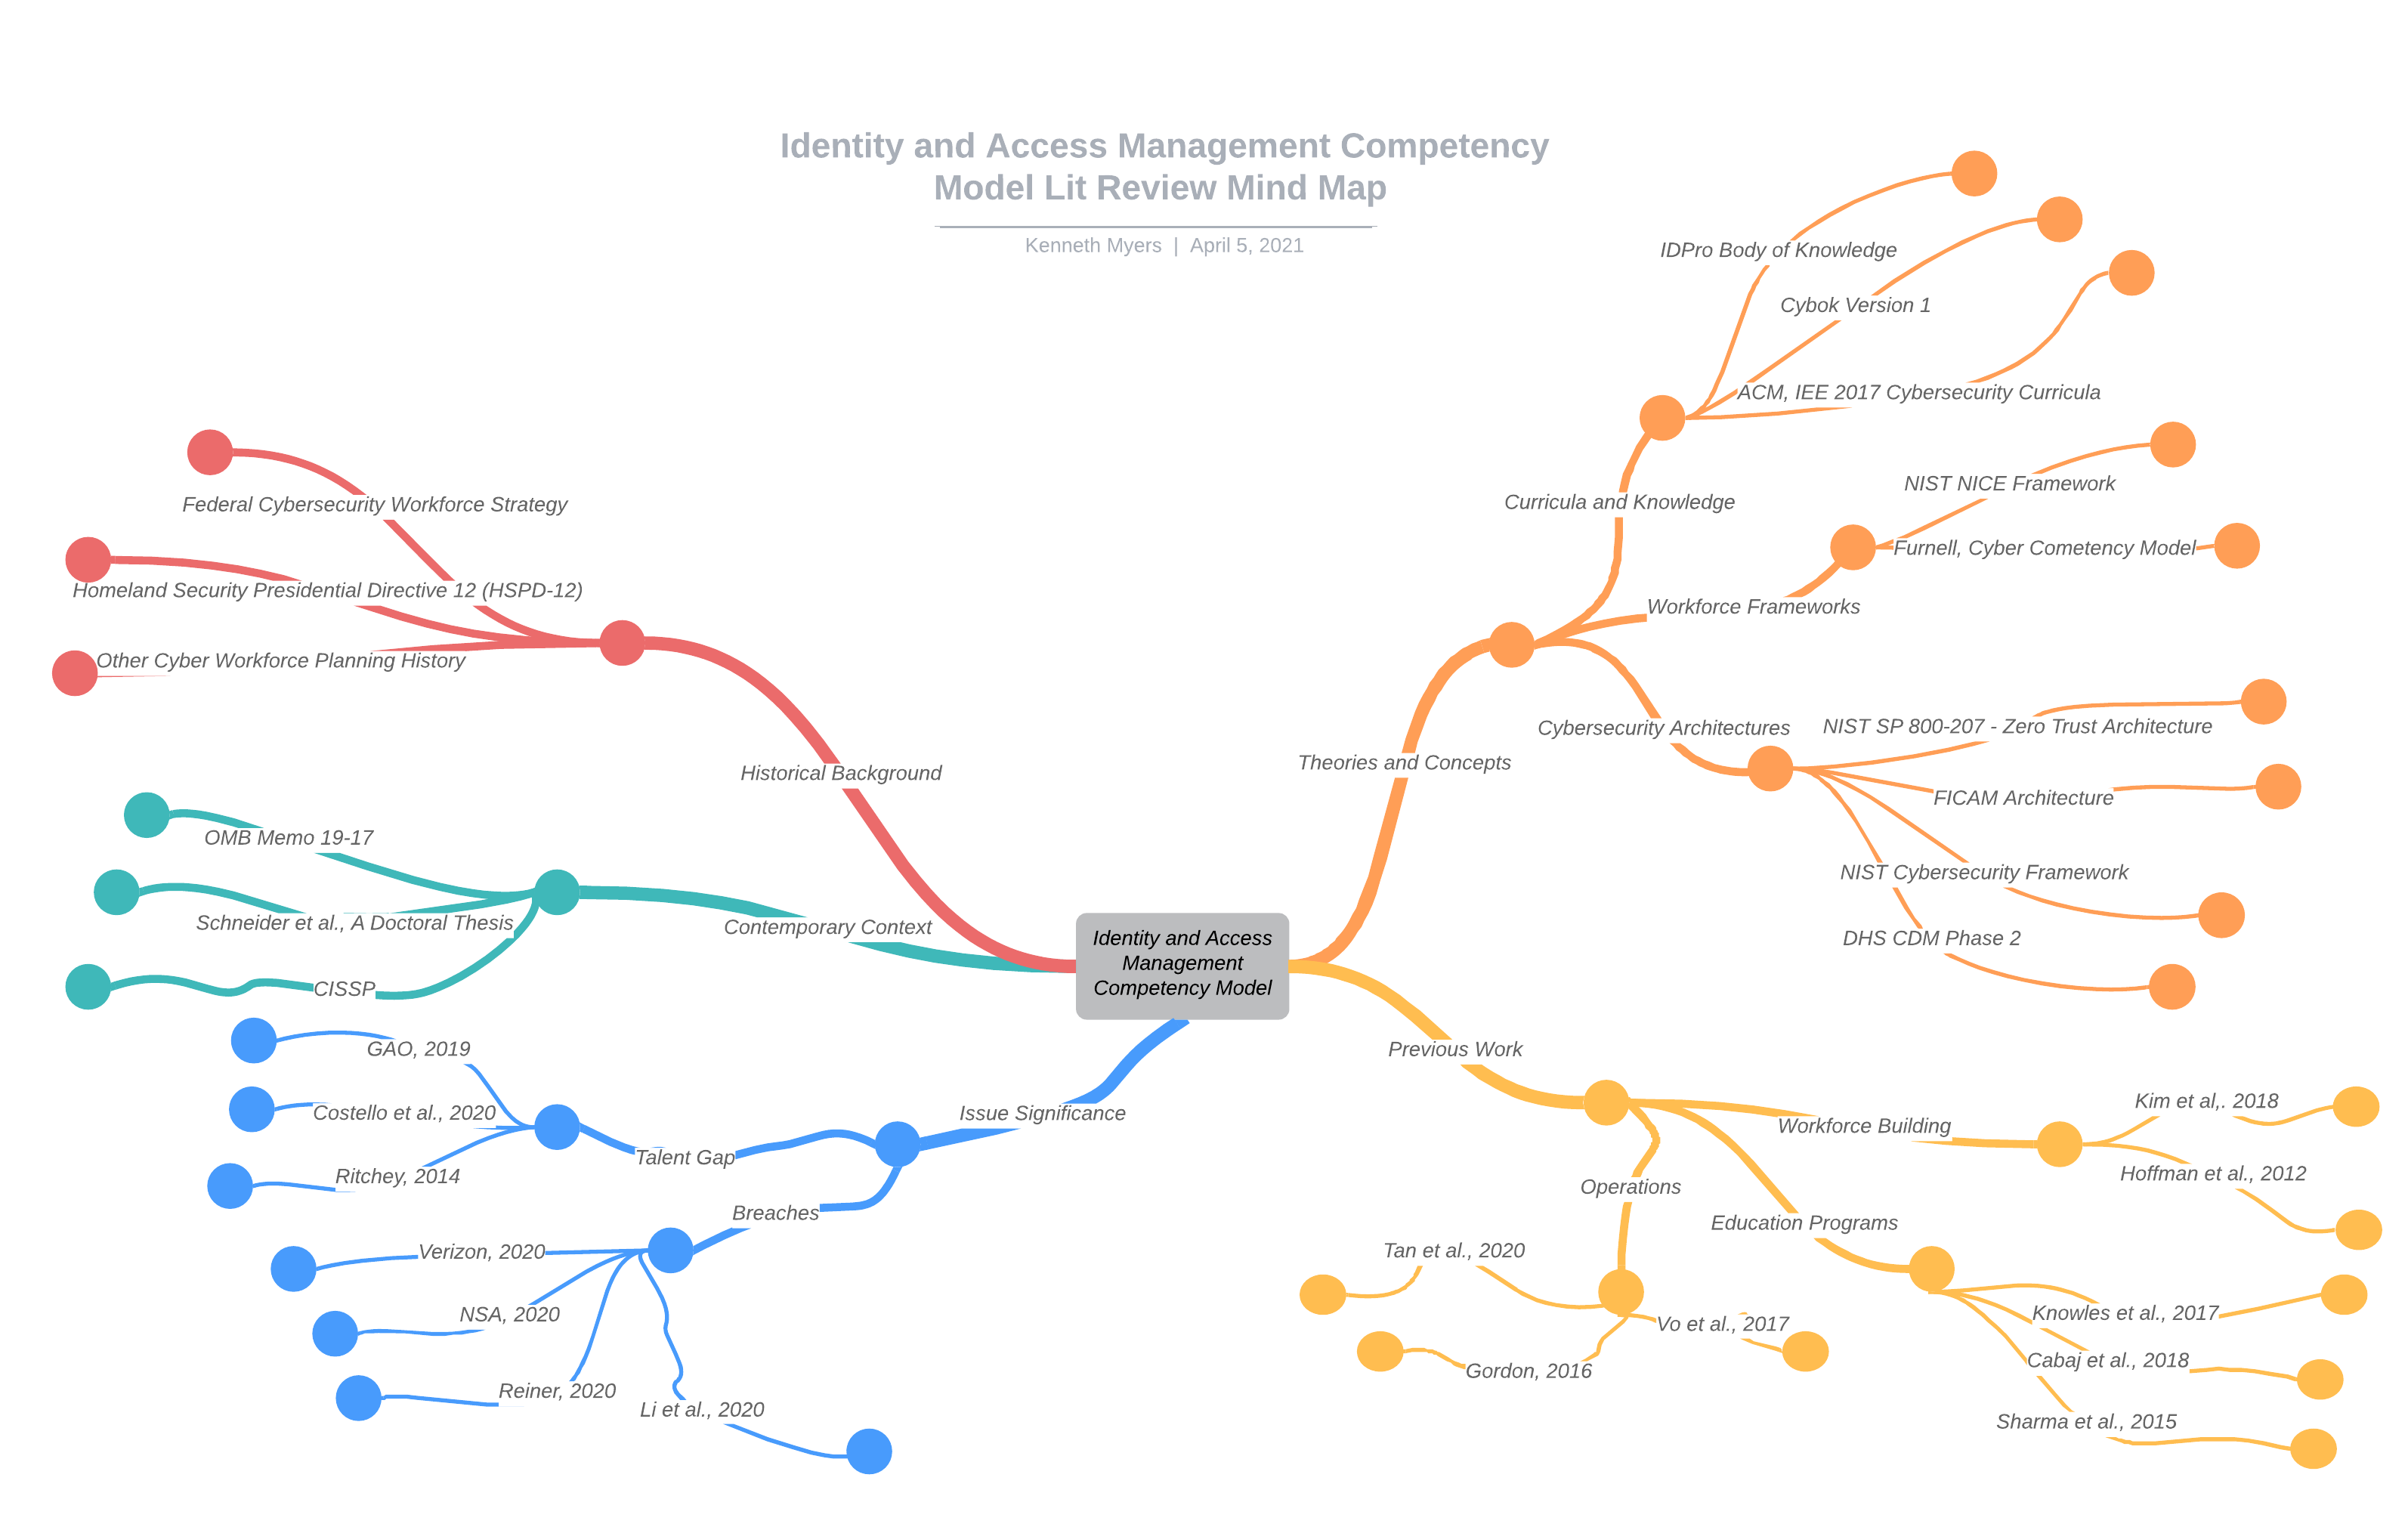 Identity and Access Management Competency
Model Lit Review Mind Map
Kenneth Myers | April 5, 2021
Federal Cybersecurity Workforce Strategy
Homeland Security Presidential Directive 12 (HSPD-12)
Other Cyber Workforce Planning History
Historical Background
OMB Memo 19-17
Schneider et al., A Doctoral Thesis
CISSP
Contemporary Context
GAO, 2019
Costello et al., 2020
Ritchey, 2014
Talent Gap
Issue Significance
Breaches
Verizon, 2020
NSA, 2020
Reiner, 2020
Li et al., 2020
Identity and Access
Management
Competency Model
IDPro Body of Knowledge
Cybok Version 1
ACM, IEE 2017 Cybersecurity Curricula
Curricula and Knowledge
NIST NICE Framework
Furnell, Cyber Cometency Model
Workforce Frameworks
Theories and Concepts
Cybersecurity Architectures
NIST SP 800-207 - Zero Trust Architecture
FICAM Architecture
NIST Cybersecurity Framework
DHS CDM Phase 2
Previous Work
Workforce Building
Kim et al,. 2018
Hoffman et al., 2012
Operations
Education Programs
Tan et al., 2020
Gordon, 2016
Vo et al., 2017
Knowles et al., 2017
Cabaj et al., 2018
Sharma et al., 2015